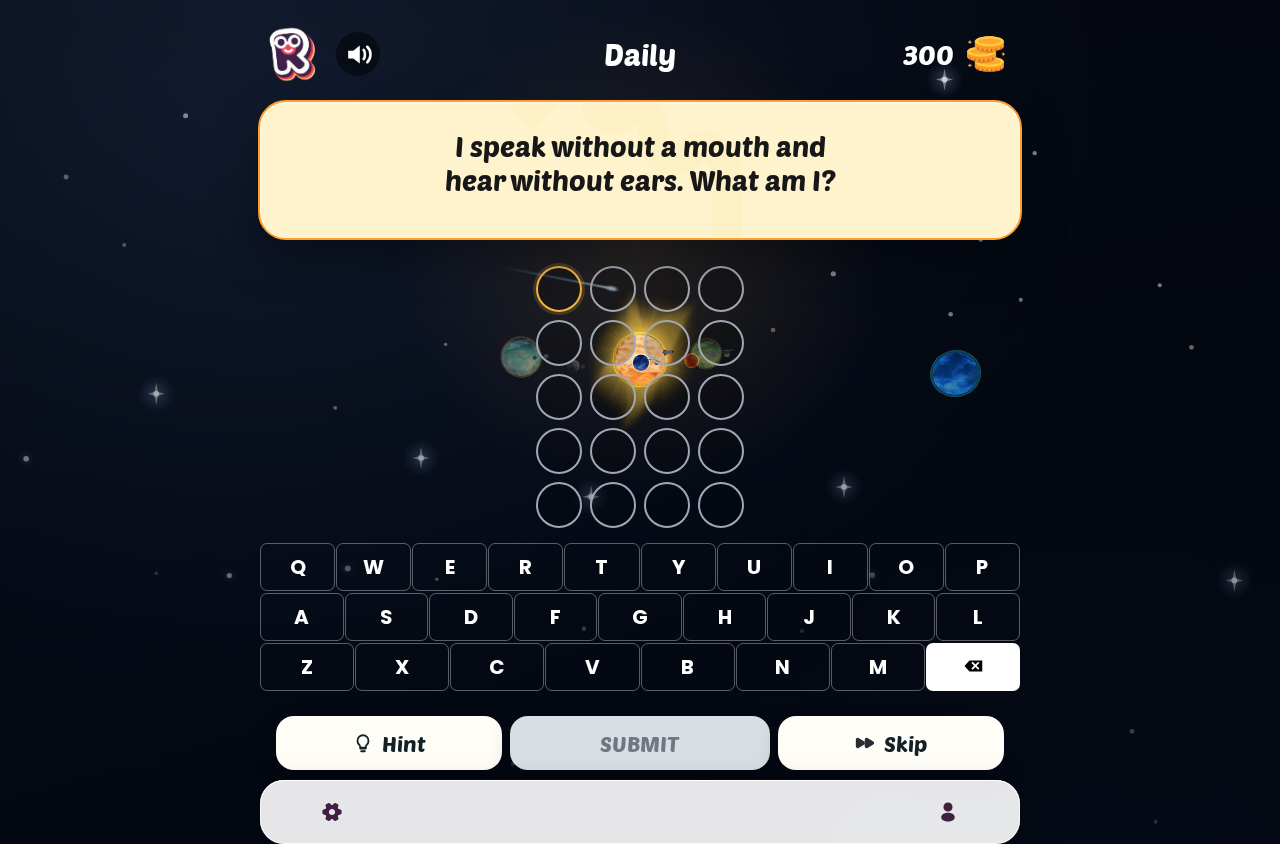 R
Daily
300
I speak without a mouth and
hear without ears. What am I?
Q W E R T Y U I O P
A S D F G H J K L
Z X C V B N M
Hint
SUBMIT
Skip